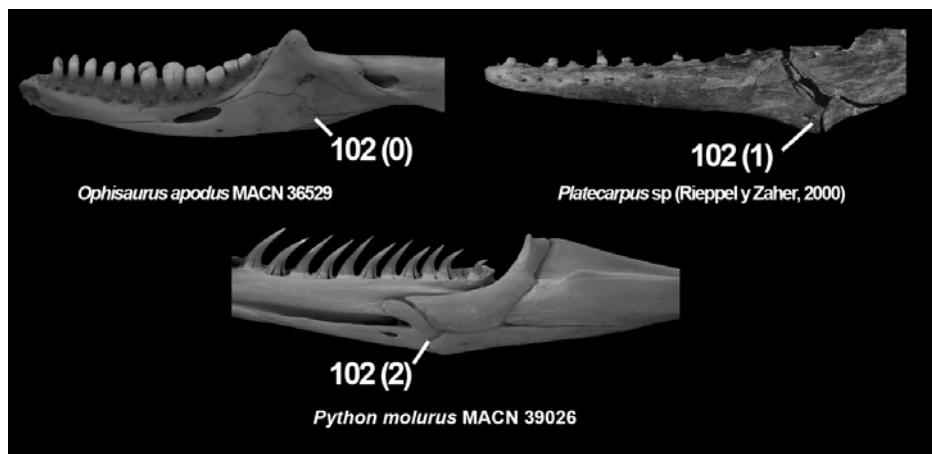 102 (0)
102 (1)
Ophisaurus apodus MACN 36529
Platecarpus sp (Rieppel y Zaher, 2000)
102 (2)
Python molurus MACN 39026